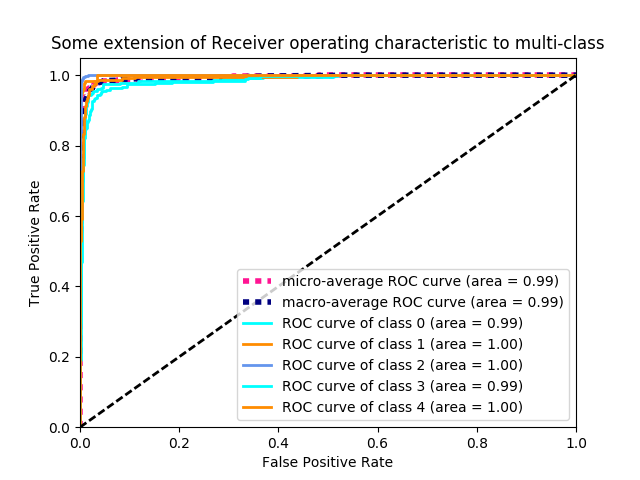 Some extension of Receiver operating characteristic to multi-class
1.0
0.8
0.6
0.4
0.2
0.0
True Positive Rate
micro-average ROC curve (area = 0.99)
macro-average ROC curve (area = 0.99)
ROC curve of class 0 (area = 0.99)
ROC curve of class 1 (area = 1.00)
ROC curve of class 2 (area = 1.00)
ROC curve of class 3 (area = 0.99)
ROC curve of class 4 (area = 1.00)
0.0 0.2 0.4 0.6 0.8 1.0
False Positive Rate